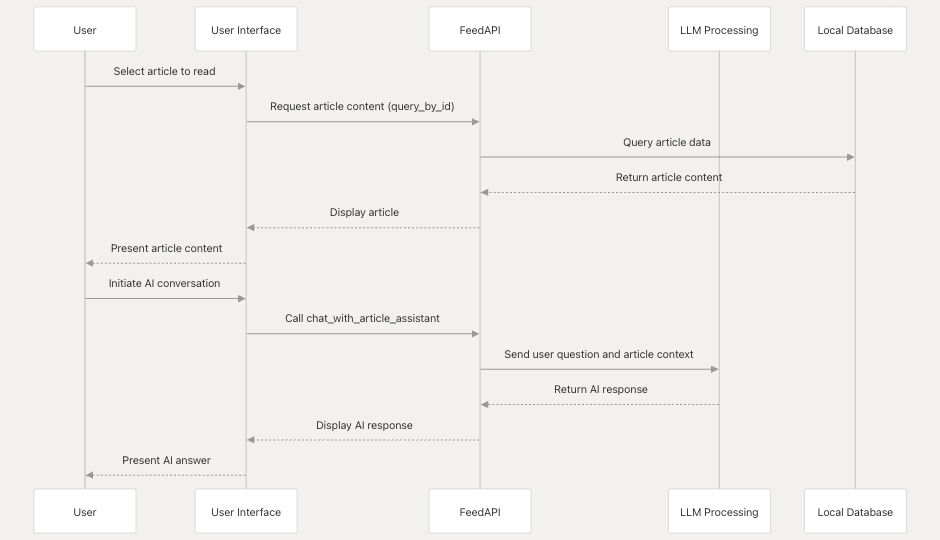 User
User Interface
FeedAPI
LLM Processing
Local Database
Select article to read
Request article content (query_by_id)
Query article data
Return article content
Display article
Present article content
Initiate AI conversation
Call chat_with_article_assistant
Send user question and article context
Return AI response
Display AI response
Present AI answer
User
User Interface
FeedAPI
LLM Processing
Local Database